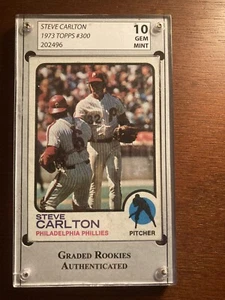 STEVE CARLTON
1973 TOPPS #300
202496
10
GEM
MINT
STEVE
CARLTON
PHILADELPHIA PHILLIES
PITCHER
GRADED ROOKIES
AUTHENTICATED